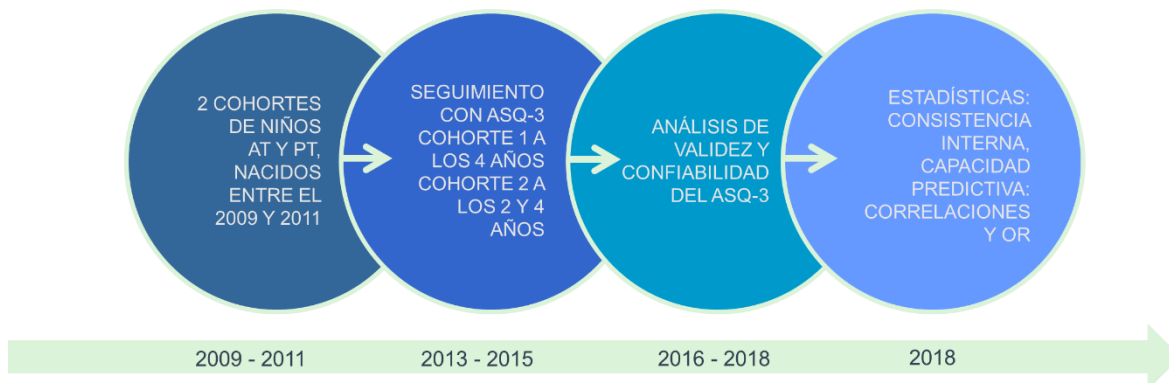 2 COHORTES
DE NIÑOS
AT Y PT,
NACIDOS
ENTRE EL
2009 Y 2011
SEGUIMIENTO
CON ASQ-3
COHORTE 1 A
LOS 4 AÑOS
COHORTE 2 A
LOS 2 Y 4
AÑOS
ANÁLISIS DE
VALIDEZ Y
CONFIABILIDAD
DEL ASQ-3
ESTADÍSTICAS:
CONSISTENCIA
INTERNA,
CAPACIDAD
PREDICTIVA:
CORRELACIONES
Y OR
2009 - 2011
2013 - 2015
2016 - 2018
2018